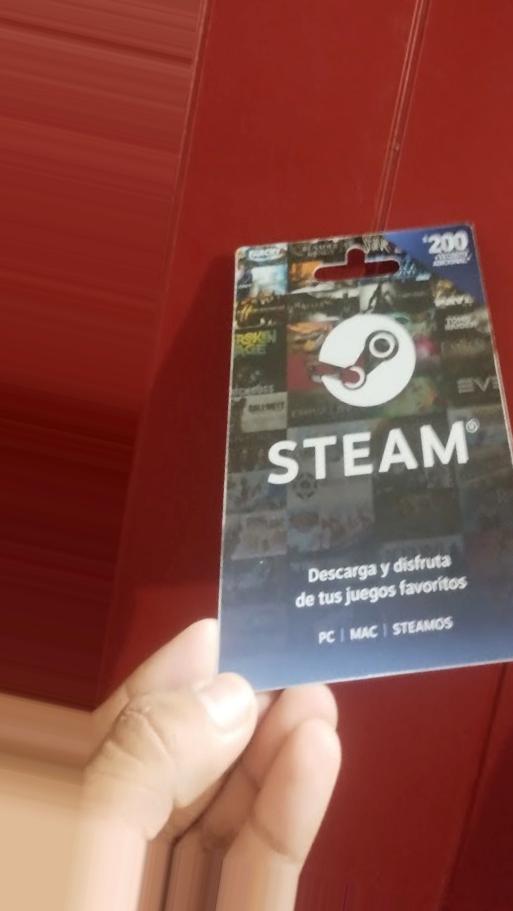 $200
STEAM®
Descarga y disfruta
de tus juegos favoritos
PC | MAC | STEAMOS